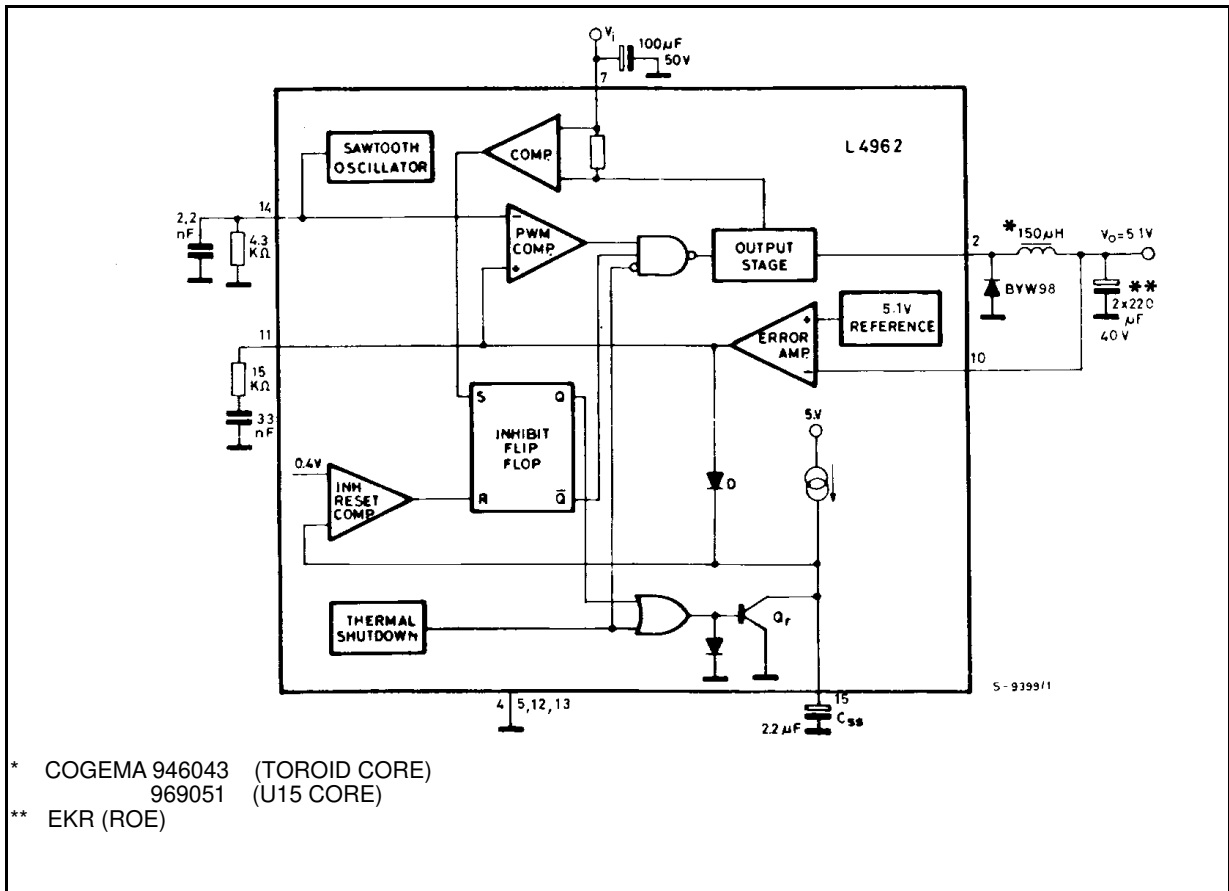 Vi
100µF
50V
7
L4962
SAWTOOTH
OSCILLATOR
COMP.
14
2,2
nF
4.3
KΩ
-
PWM
COMP.
+
OUTPUT
STAGE
2
*
150µH
Vo=5.1V
BYW98
**
2x220
µF
40V
5.1V
REFERENCE
+
ERROR
AMP.
-
10
11
15
KΩ
33
nF
S
Q
INHIBIT
FLIP
FLOP
R
Q̅
0.4V
INH
RESET
COMP.
D
5V
THERMAL
SHUTDOWN
Qr
4
5,12,13
15
Css
2.2µF
S-9399/1
* COGEMA 946043 (TOROID CORE)
969051 (U15 CORE)
** EKR (ROE)